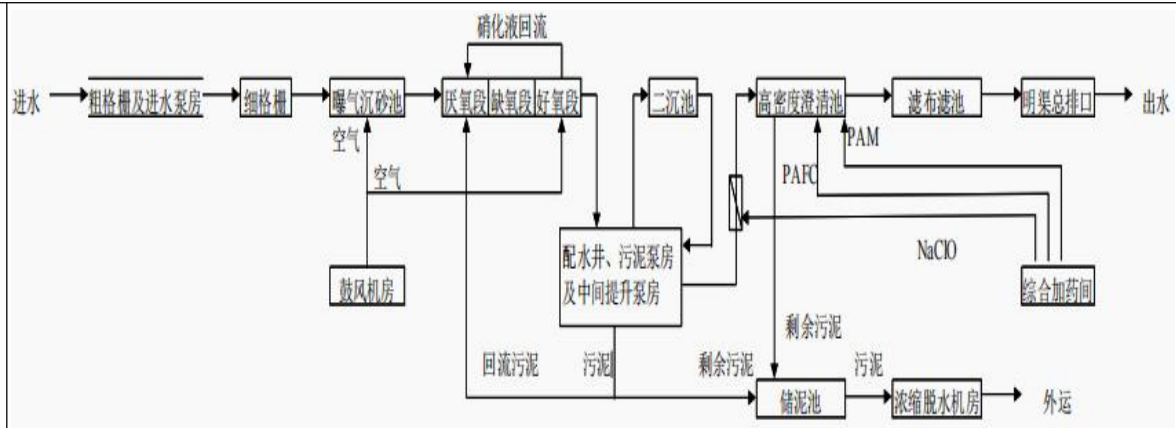 硝化液回流
进水
粗格栅及进水泵房
细格栅
曝气沉砂池
厌氧段
缺氧段
好氧段
二沉池
高密度澄清池
滤布滤池
明渠总排口
出水
空气
空气
PAM
PAFC
NaClO
鼓风机房
配水井、污泥泵房
及中间提升泵房
综合加药间
剩余污泥
回流污泥
污泥
剩余污泥
污泥
储泥池
浓缩脱水机房
外运